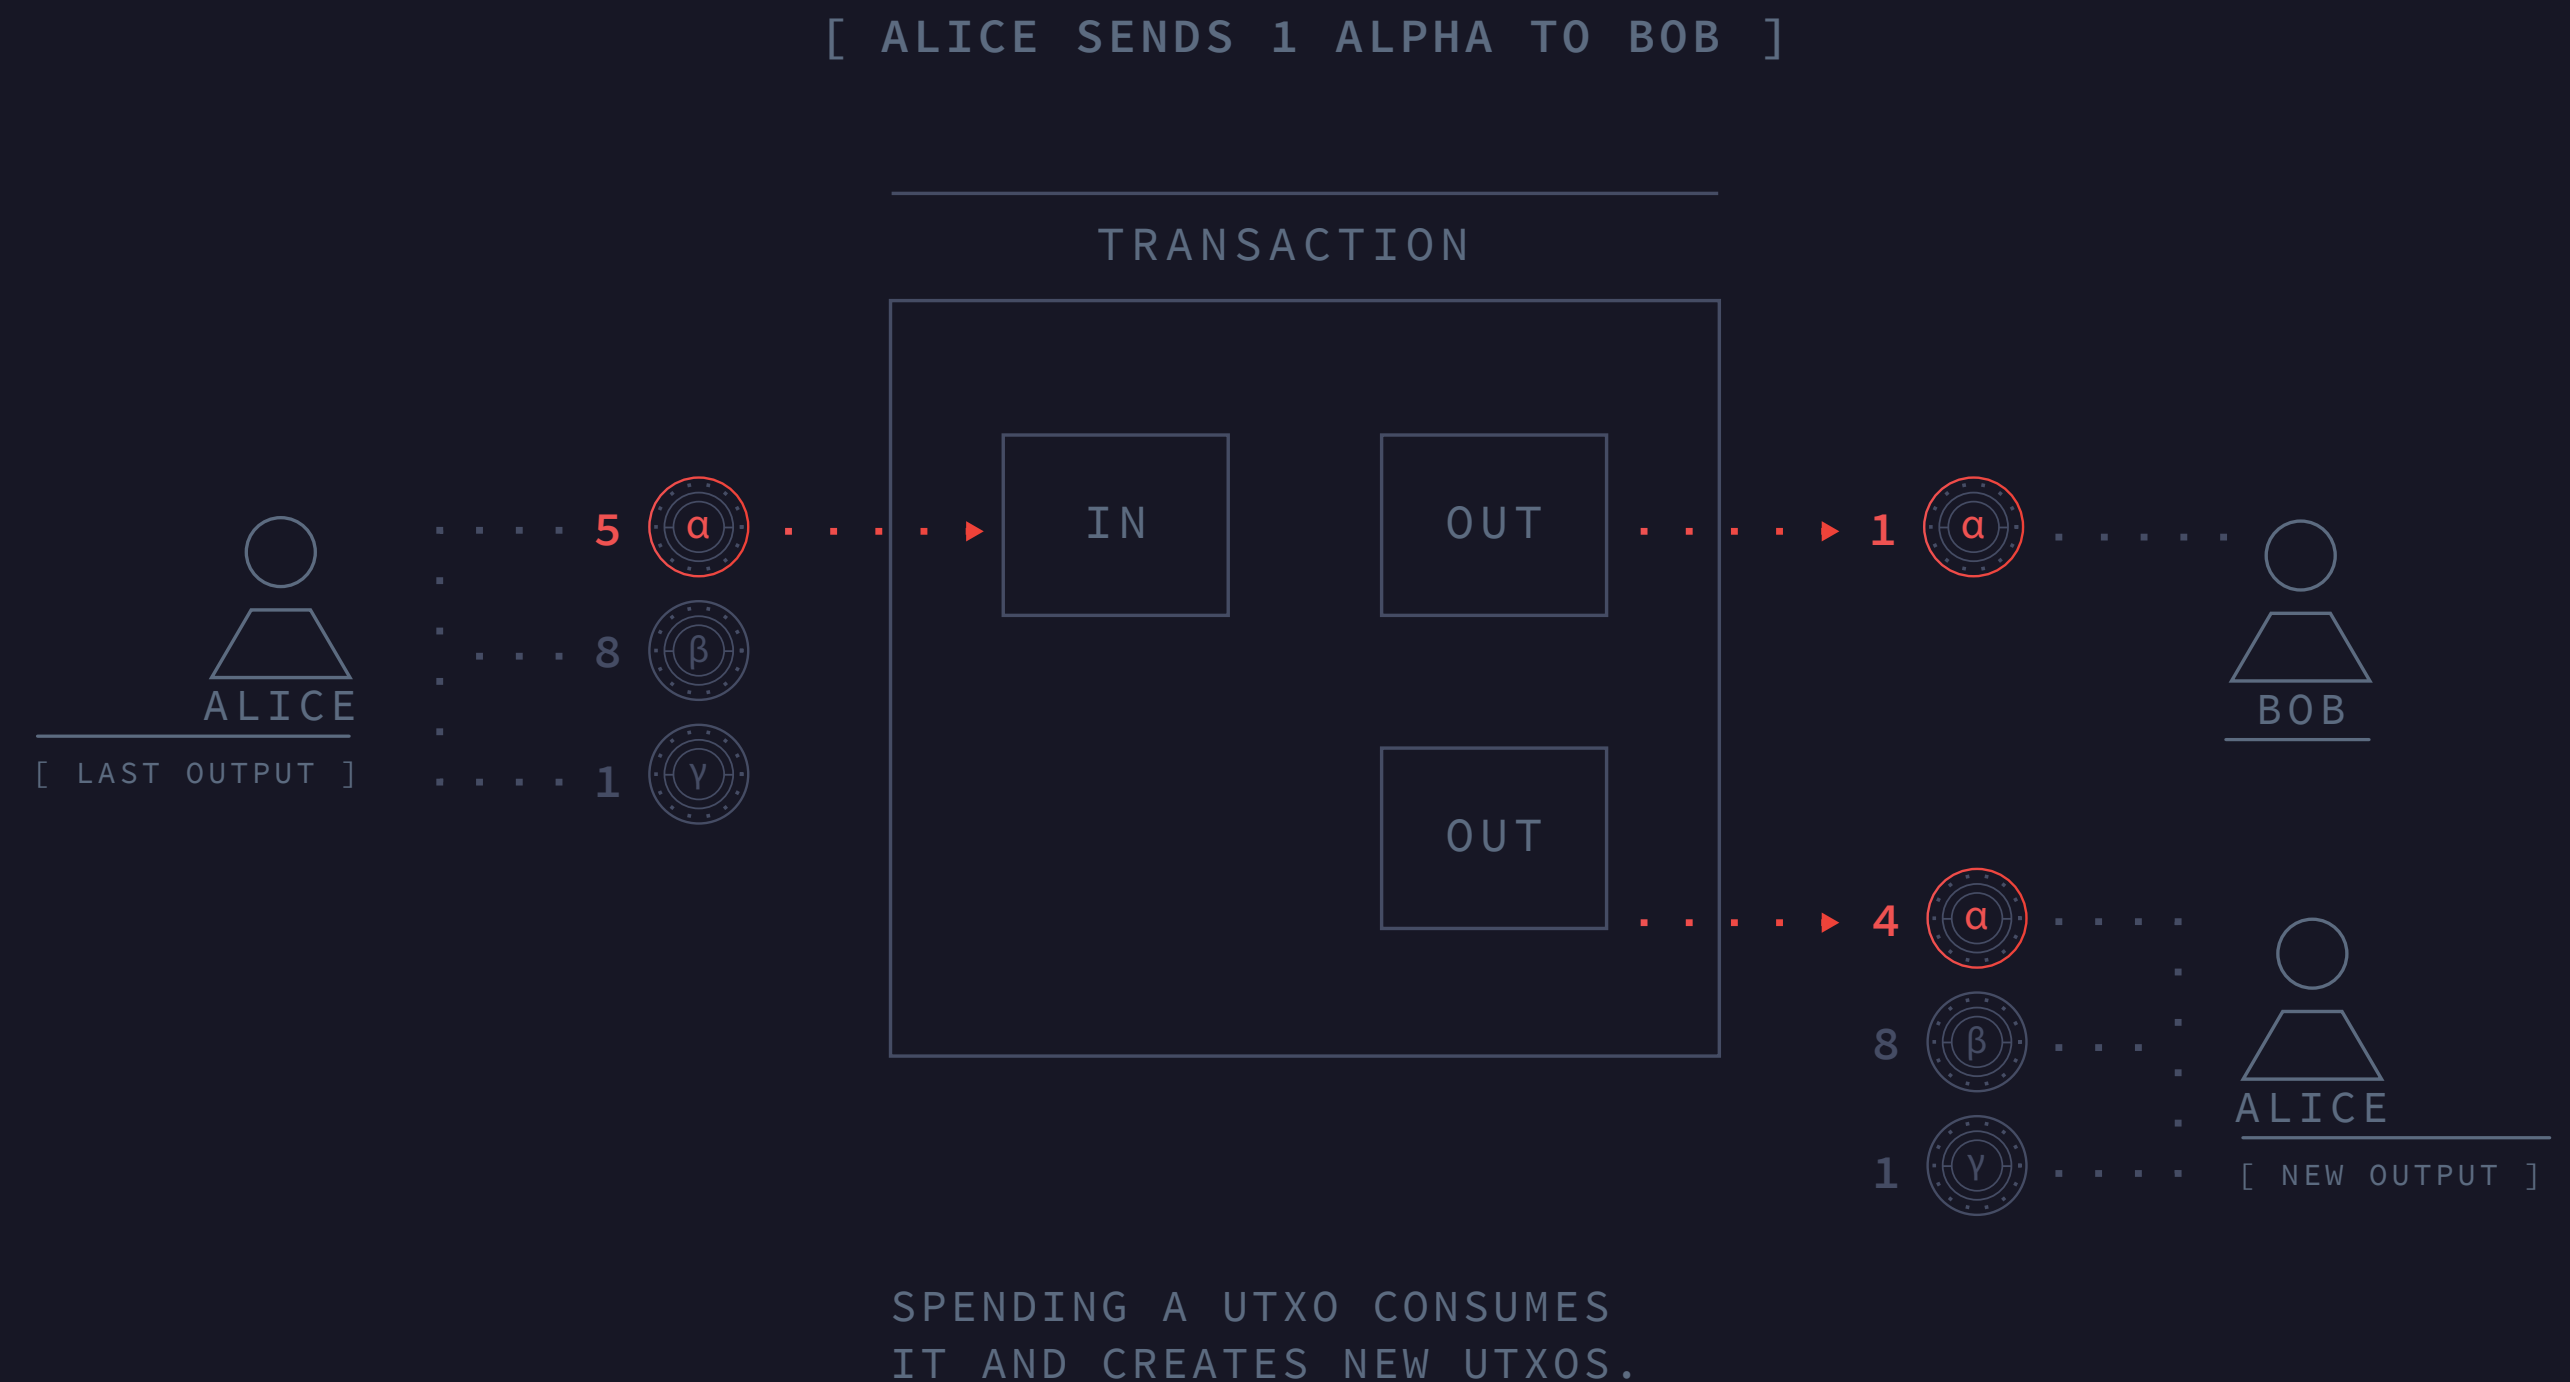 [ ALICE SENDS 1 ALPHA TO BOB ]
TRANSACTION
5 α
IN
OUT
1 α
8 β
ALICE
[ LAST OUTPUT ]
1 γ
BOB
OUT
4 α
8 β
ALICE
1 γ
[ NEW OUTPUT ]
SPENDING A UTXO CONSUMES
IT AND CREATES NEW UTXOS.